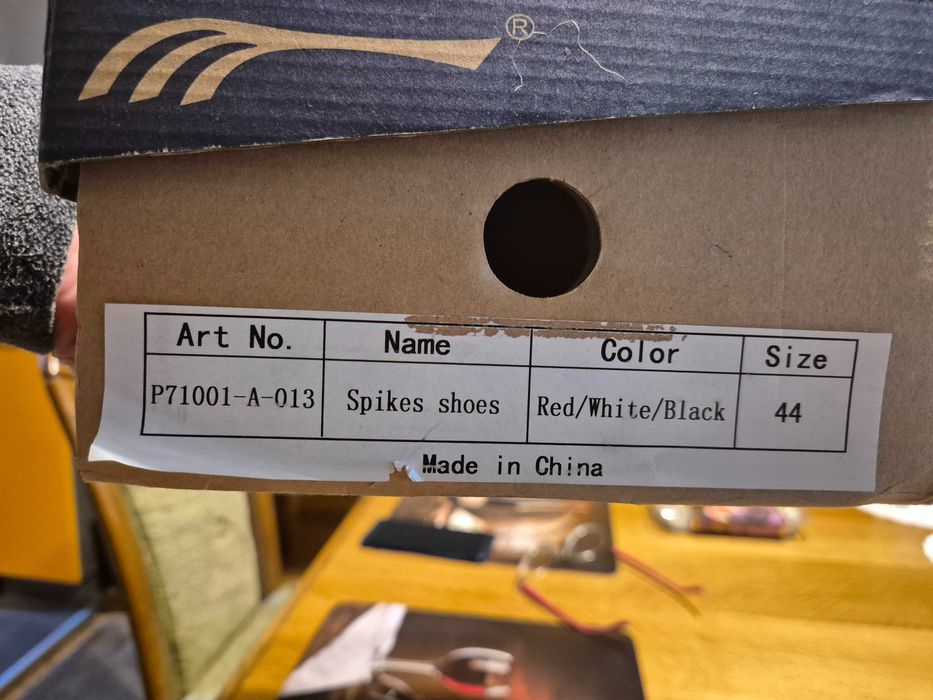 ®
Art No. Name Color Size
P71001-A-013 Spikes shoes Red/White/Black 44
Made in China